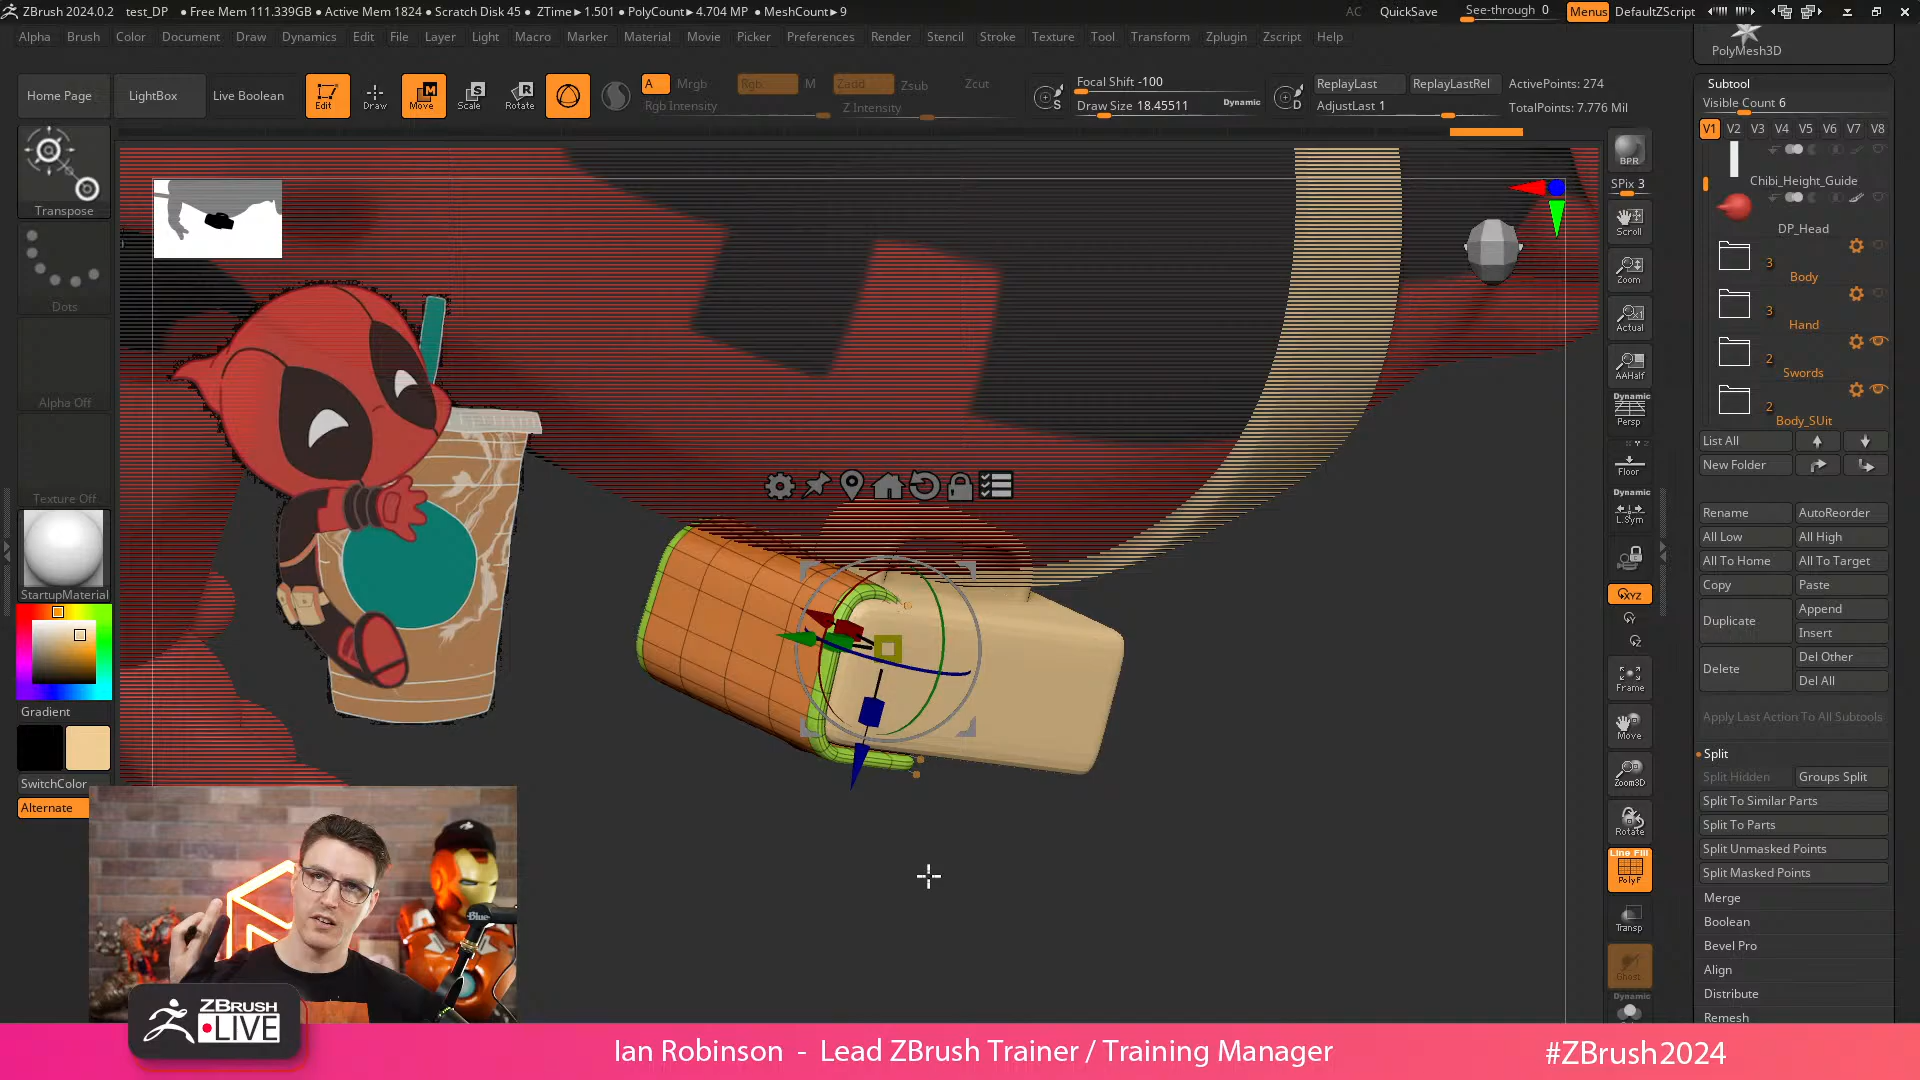 ZBrush 2024.0.2 test_DP ● Free Mem 111.339GB ● Active Mem 1824 ● Scratch Disk 45 ● ZTime►1.501 ● PolyCount►4.704 MP ● MeshCount►9 AC QuickSave See-through 0 Menus DefaultZScript
Alpha Brush Color Document Draw Dynamics Edit File Layer Light Macro Marker Material Movie Picker Preferences Render Stencil Stroke Texture Tool Transform Zplugin Zscript Help
PolyMesh3D
Home Page LightBox Live Boolean Edit Draw Move Scale Rotate
A Mrgb Rgb M Zadd Zsub Zcut
Rgb Intensity Z Intensity
Focal Shift -100
Draw Size 18.45511 Dynamic
ReplayLast ReplayLastRel ActivePoints: 274
AdjustLast 1 TotalPoints: 7.776 Mil
Transpose
Dots
Alpha Off
Texture Off
StartupMaterial
Gradient
SwitchColor
Alternate
BPR
SPix 3
Scroll
Zoom
Actual
AAHalf
Dynamic
Persp
Floor
Dynamic
L.Sym
XYZ
Frame
Move
Zoom3D
Rotate
Line Fill
PolyF
Transp
Ghost
Dynamic
Subtool
Visible Count 6
V1 V2 V3 V4 V5 V6 V7 V8
Chibi_Height_Guide
DP_Head
3
Body
3
Hand
2
Swords
2
Body_SUit
List All
New Folder
Rename AutoReorder
All Low All High
All To Home All To Target
Copy Paste
Duplicate Append
Insert
Delete Del Other
Del All
Apply Last Action To All Subtools
Split
Split Hidden Groups Split
Split To Similar Parts
Split To Parts
Split Unmasked Points
Split Masked Points
Merge
Boolean
Bevel Pro
Align
Distribute
Remesh
Blue
ZBRUSH
LIVE
Ian Robinson - Lead ZBrush Trainer / Training Manager
#ZBrush2024